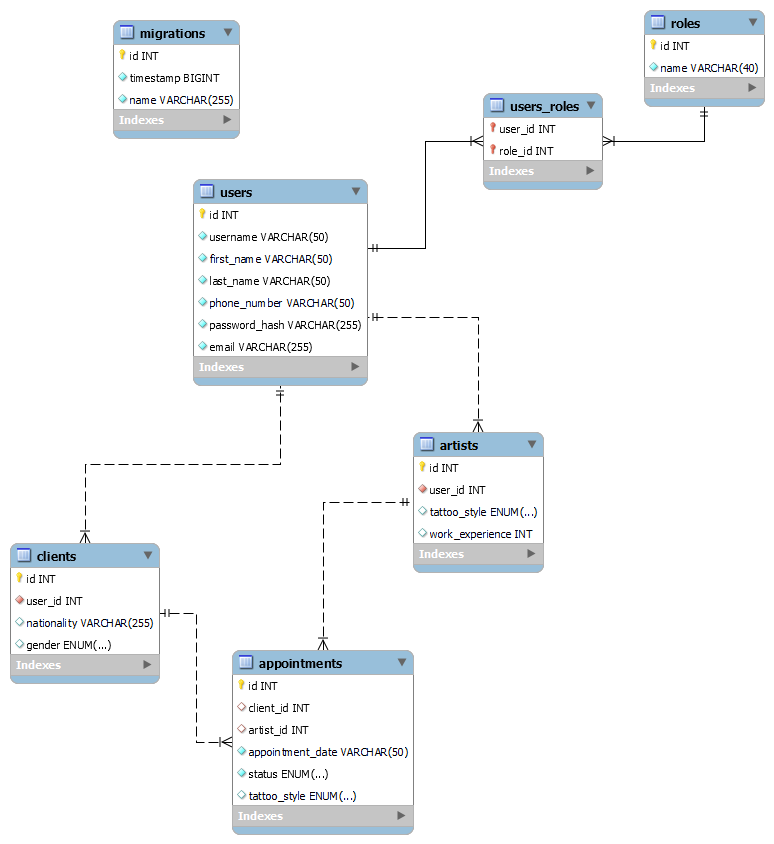 migrations
id INT
timestamp BIGINT
name VARCHAR(255)
Indexes
roles
id INT
name VARCHAR(40)
Indexes
users_roles
user_id INT
role_id INT
Indexes
users
id INT
username VARCHAR(50)
first_name VARCHAR(50)
last_name VARCHAR(50)
phone_number VARCHAR(50)
password_hash VARCHAR(255)
email VARCHAR(255)
Indexes
artists
id INT
user_id INT
tattoo_style ENUM(...)
work_experience INT
Indexes
clients
id INT
user_id INT
nationality VARCHAR(255)
gender ENUM(...)
Indexes
appointments
id INT
client_id INT
artist_id INT
appointment_date VARCHAR(50)
status ENUM(...)
tattoo_style ENUM(...)
Indexes